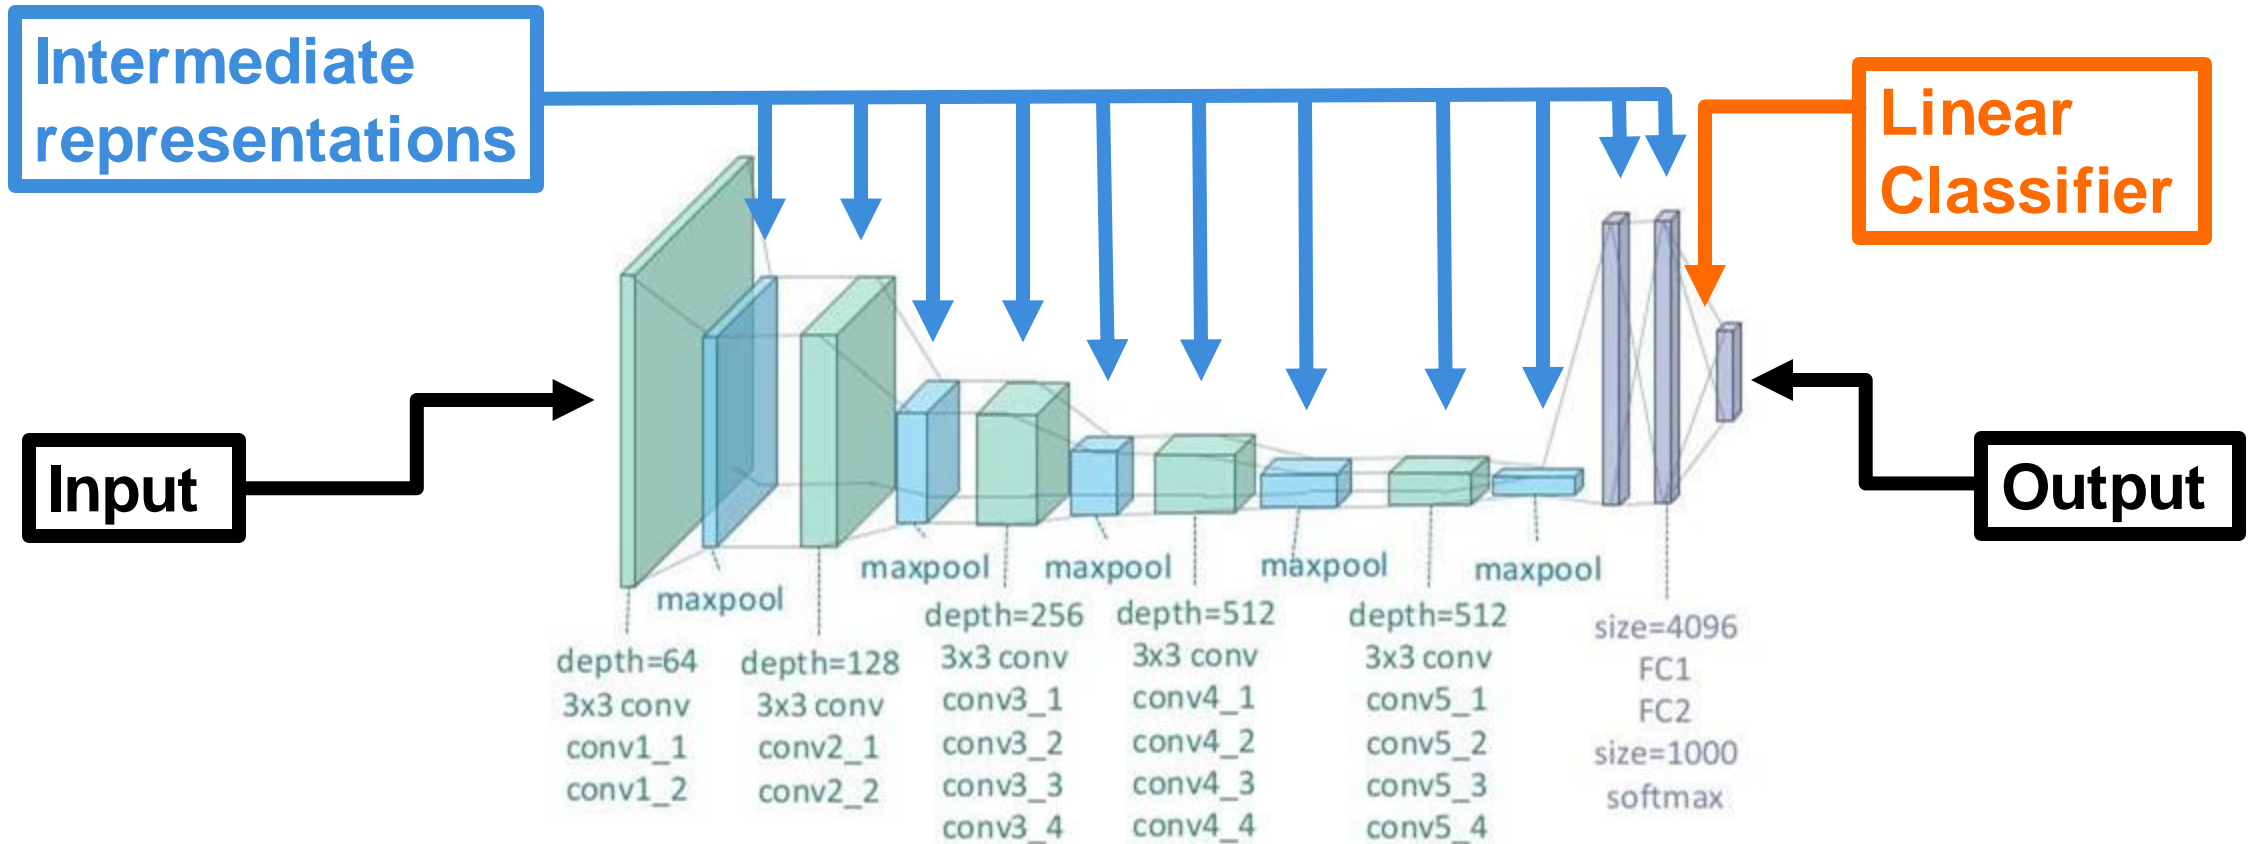 Intermediate
representations
Linear
Classifier
Input
Output
maxpool
maxpool
maxpool
maxpool
maxpool
depth=64
3x3 conv
conv1_1
conv1_2
depth=128
3x3 conv
conv2_1
conv2_2
depth=256
3x3 conv
conv3_1
conv3_2
conv3_3
conv3_4
depth=512
3x3 conv
conv4_1
conv4_2
conv4_3
conv4_4
depth=512
3x3 conv
conv5_1
conv5_2
conv5_3
conv5_4
size=4096
FC1
FC2
size=1000
softmax